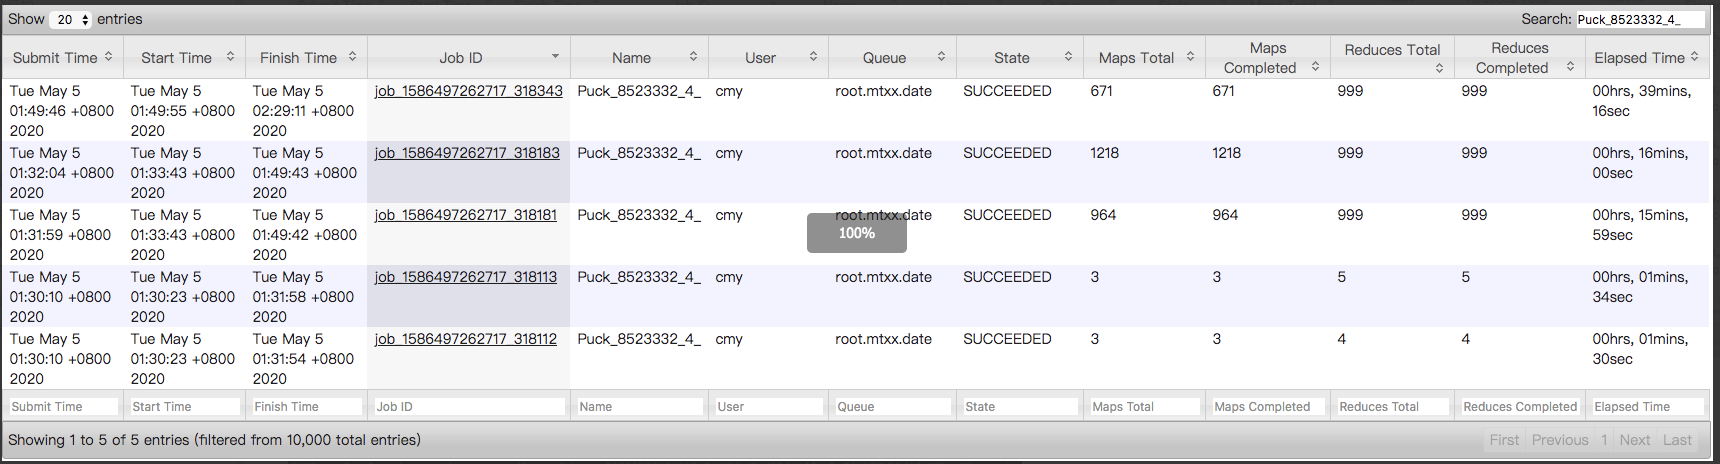 Show 20 entries Search: Puck_8523332_4_
Submit Time Start Time Finish Time Job ID Name User Queue State Maps Total Maps Completed Reduces Total Reduces Completed Elapsed Time
Tue May 5 Tue May 5 Tue May 5 job_1586497262717_318343 Puck_8523332_4_ cmy root.mtxx.date SUCCEEDED 671 671 999 999 00hrs, 39mins,
01:49:46 +0800 01:49:55 +0800 02:29:11 +0800 16sec
2020 2020 2020
Tue May 5 Tue May 5 Tue May 5 job_1586497262717_318183 Puck_8523332_4_ cmy root.mtxx.date SUCCEEDED 1218 1218 999 999 00hrs, 16mins,
01:32:04 +0800 01:33:43 +0800 01:49:43 +0800 00sec
2020 2020 2020
Tue May 5 Tue May 5 Tue May 5 job_1586497262717_318181 Puck_8523332_4_ cmy root.mtxx.date SUCCEEDED 964 964 999 999 00hrs, 15mins,
01:31:59 +0800 01:33:43 +0800 01:49:42 +0800 100% 59sec
2020 2020 2020
Tue May 5 Tue May 5 Tue May 5 job_1586497262717_318113 Puck_8523332_4_ cmy root.mtxx.date SUCCEEDED 3 3 5 5 00hrs, 01mins,
01:30:10 +0800 01:30:23 +0800 01:31:58 +0800 34sec
2020 2020 2020
Tue May 5 Tue May 5 Tue May 5 job_1586497262717_318112 Puck_8523332_4_ cmy root.mtxx.date SUCCEEDED 3 3 4 4 00hrs, 01mins,
01:30:10 +0800 01:30:23 +0800 01:31:54 +0800 30sec
2020 2020 2020
Submit Time Start Time Finish Time Job ID Name User Queue State Maps Total Maps Completed Reduces Total Reduces Completed Elapsed Time
Showing 1 to 5 of 5 entries (filtered from 10,000 total entries) First Previous 1 Next Last